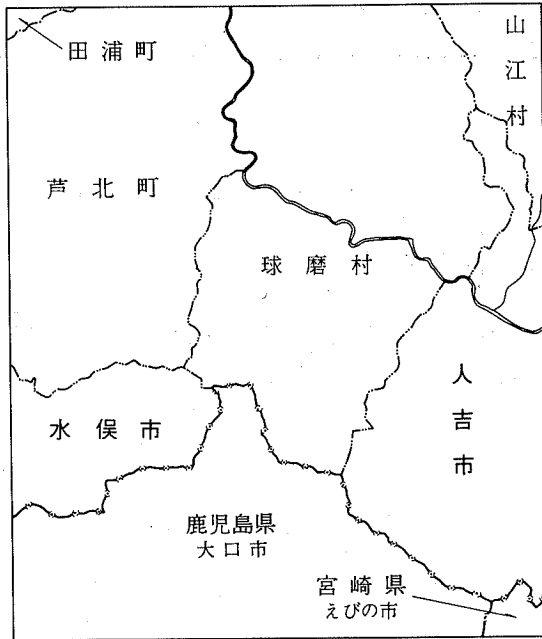 田浦町
山江村
芦北町
球磨村
人吉市
水俣市
鹿児島県
大口市
宮崎県
えびの市